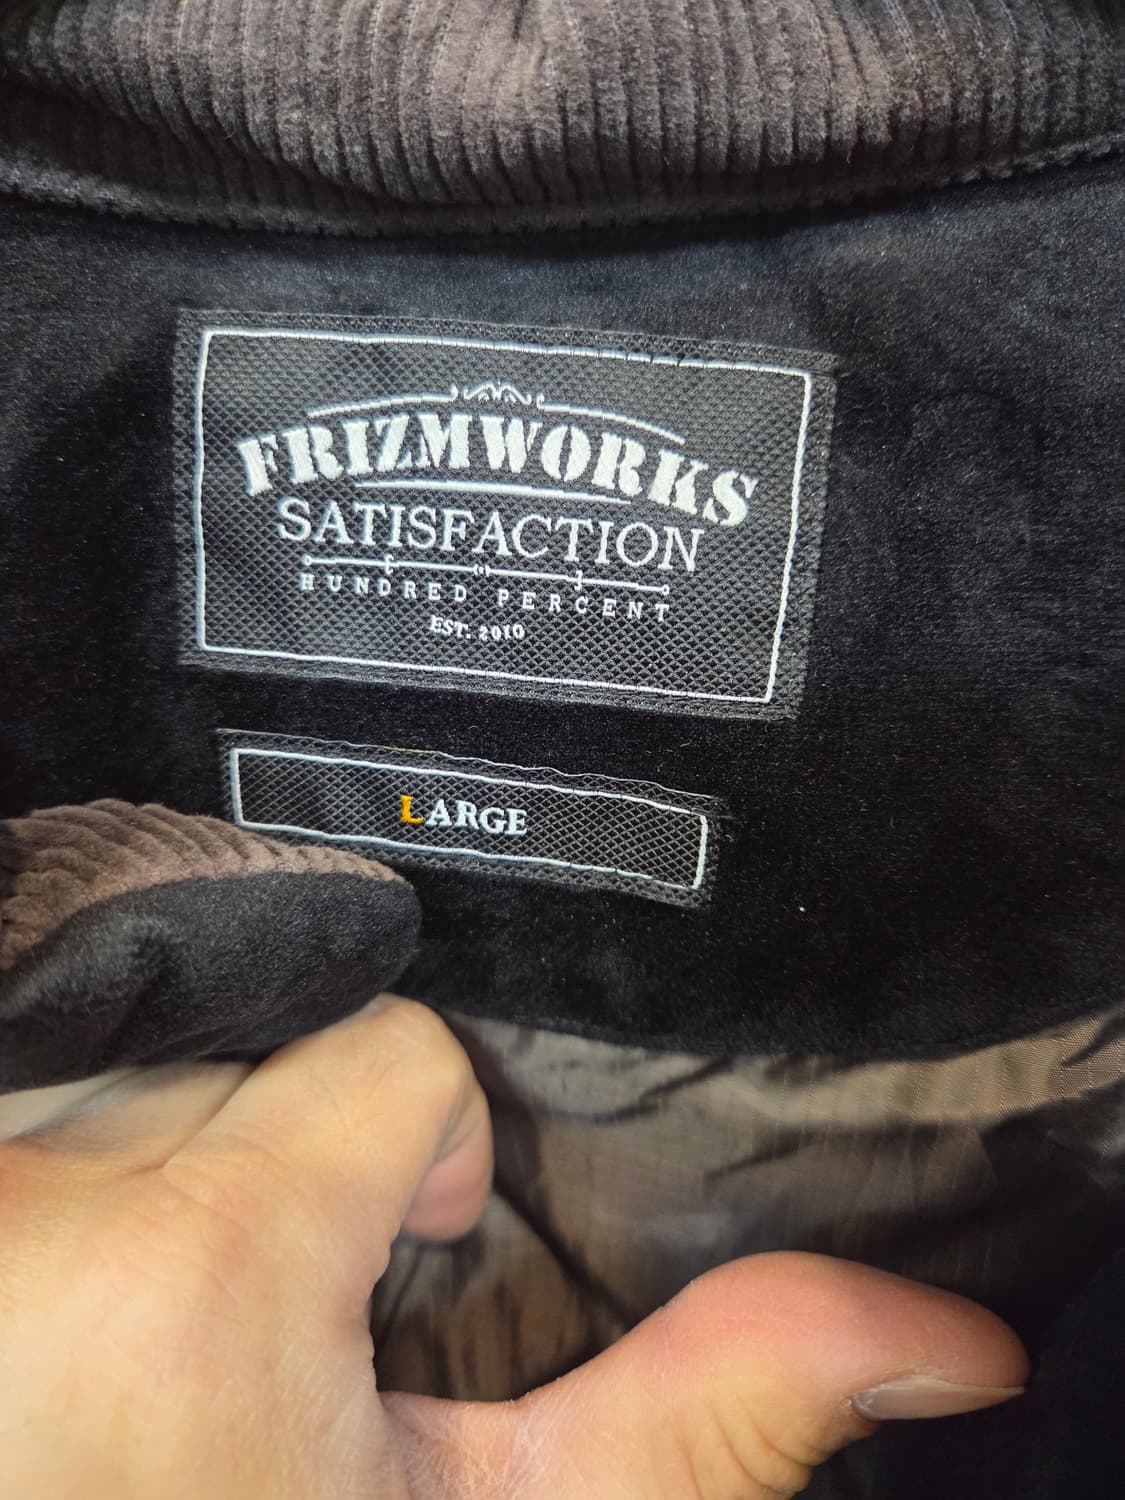 FRIZMWORKS
SATISFACTION
HUNDRED PERCENT
EST. 2010
LARGE